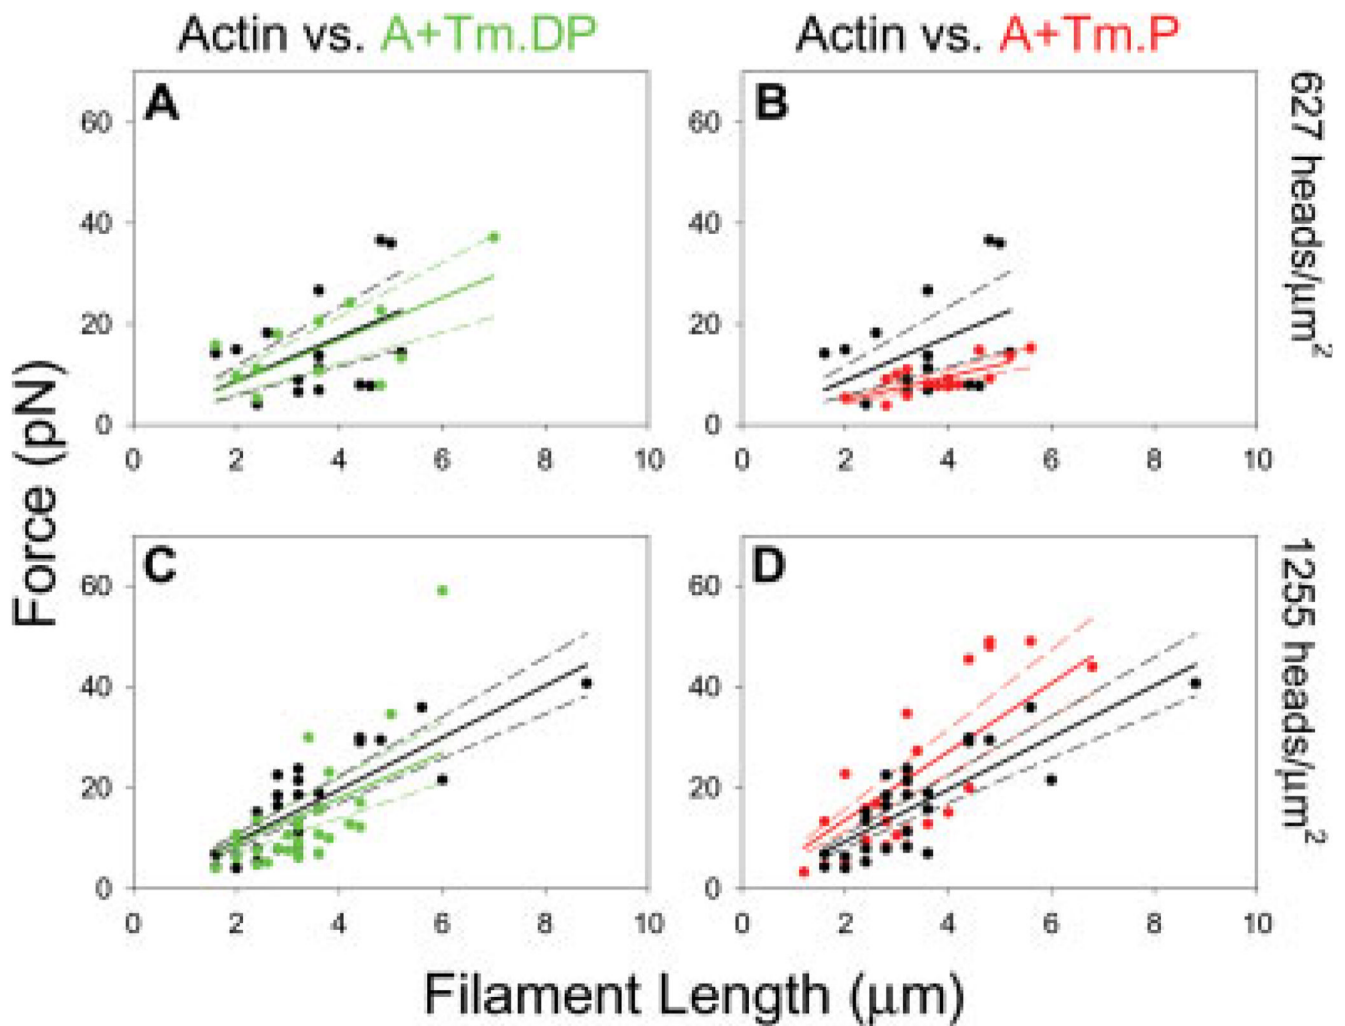 Actin vs. A+Tm.DP
Actin vs. A+Tm.P
A
60
40
20
0
0 2 4 6 8 10
B
60
40
20
0
0 2 4 6 8 10
627 heads/μm²
C
60
40
20
0
0 2 4 6 8 10
D
60
40
20
0
0 2 4 6 8 10
1255 heads/μm²
Force (pN)
Filament Length (μm)